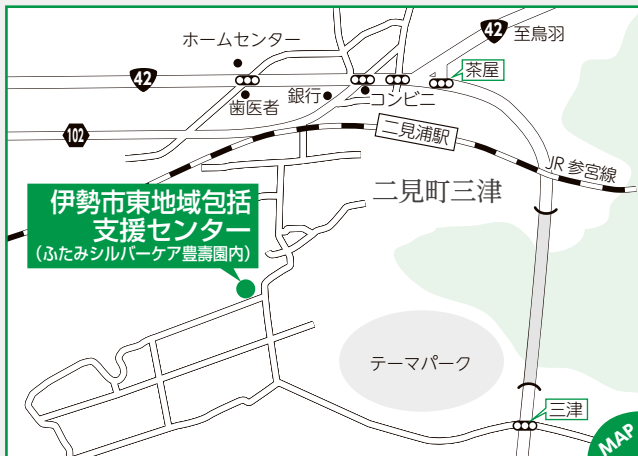 42
至鳥羽
ホームセンター
茶屋
42
歯医者
銀行
コンビニ
102
二見浦駅
JR 参宮線
二見町三津
伊勢市東地域包括
支援センター
(ふたみシルバーケア豊壽園内)
テーマパーク
三津
MAP